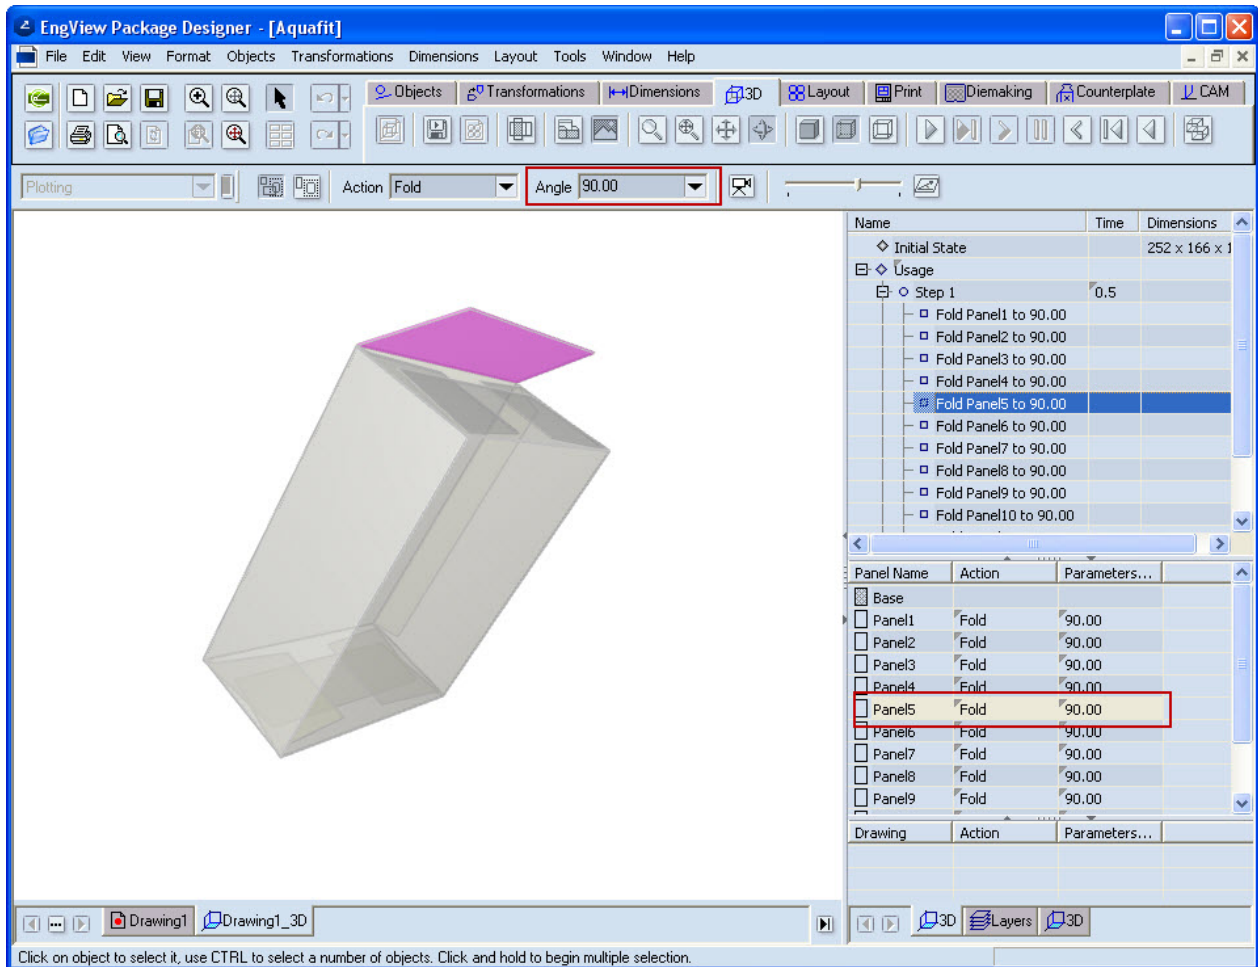 EngView Package Designer - [Aquafit]
File Edit View Format Objects Transformations Dimensions Layout Tools Window Help
Objects Transformations Dimensions 3D Layout Print Diemaking Counterplate CAM
Plotting Action Fold Angle 90.00
Name Time Dimensions
Initial State 252 x 166 x 1
Usage
Step 1 0.5
Fold Panel1 to 90.00
Fold Panel2 to 90.00
Fold Panel3 to 90.00
Fold Panel4 to 90.00
Fold Panel5 to 90.00
Fold Panel6 to 90.00
Fold Panel7 to 90.00
Fold Panel8 to 90.00
Fold Panel9 to 90.00
Fold Panel10 to 90.00
Panel Name Action Parameters...
Base
Panel1 Fold 90.00
Panel2 Fold 90.00
Panel3 Fold 90.00
Panel4 Fold 90.00
Panel5 Fold 90.00
Panel6 Fold 90.00
Panel7 Fold 90.00
Panel8 Fold 90.00
Panel9 Fold 90.00
Drawing Action Parameters...
Drawing1 Drawing1_3D 3D Layers 3D
Click on object to select it, use CTRL to select a number of objects. Click and hold to begin multiple selection.